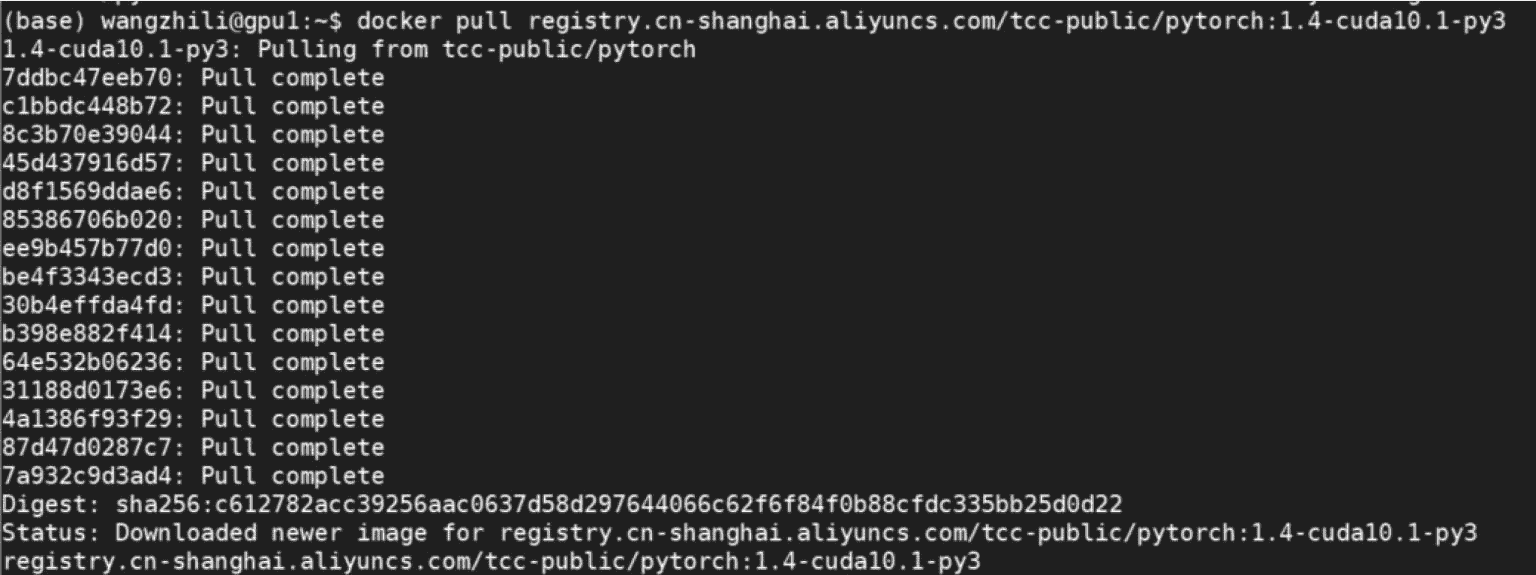 (base) wangzhili@gpu1:~$ docker pull registry.cn-shanghai.aliyuncs.com/tcc-public/pytorch:1.4-cuda10.1-py3
1.4-cuda10.1-py3: Pulling from tcc-public/pytorch
7ddbc47eeb70: Pull complete
c1bbdc448b72: Pull complete
8c3b70e39044: Pull complete
45d437916d57: Pull complete
d8f1569ddae6: Pull complete
85386706b020: Pull complete
ee9b457b77d0: Pull complete
be4f3343ecd3: Pull complete
30b4effda4fd: Pull complete
b398e882f414: Pull complete
64e532b06236: Pull complete
31188d0173e6: Pull complete
4a1386f93f29: Pull complete
87d47d0287c7: Pull complete
7a932c9d3ad4: Pull complete
Digest: sha256:c612782acc39256aac0637d58d297644066c62f6f84f0b88cfdc335bb25d0d22
Status: Downloaded newer image for registry.cn-shanghai.aliyuncs.com/tcc-public/pytorch:1.4-cuda10.1-py3
registry.cn-shanghai.aliyuncs.com/tcc-public/pytorch:1.4-cuda10.1-py3